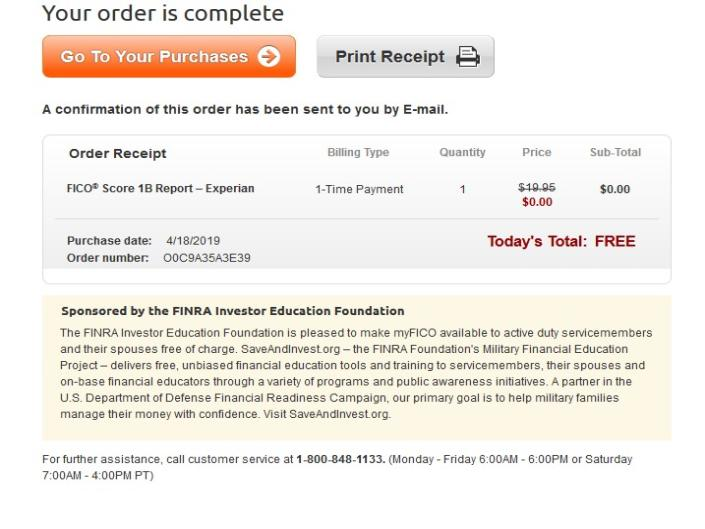 Your order is complete
Go To Your Purchases
Print Receipt
A confirmation of this order has been sent to you by E-mail.
Order Receipt Billing Type Quantity Price Sub-Total
FICO® Score 1B Report – Experian 1-Time Payment 1 $19.95 $0.00
$0.00
Purchase date: 4/18/2019 Today's Total: FREE
Order number: O0C9A35A3E39
Sponsored by the FINRA Investor Education Foundation
The FINRA Investor Education Foundation is pleased to make myFICO available to active duty servicemembers
and their spouses free of charge. SaveAndInvest.org – the FINRA Foundation's Military Financial Education
Project – delivers free, unbiased financial education tools and training to servicemembers, their spouses and
on-base financial educators through a variety of programs and public awareness initiatives. A partner in the
U.S. Department of Defense Financial Readiness Campaign, our primary goal is to help military families
manage their money with confidence. Visit SaveAndInvest.org.
For further assistance, call customer service at 1-800-848-1133. (Monday - Friday 6:00AM - 6:00PM or Saturday
7:00AM - 4:00PM PT)